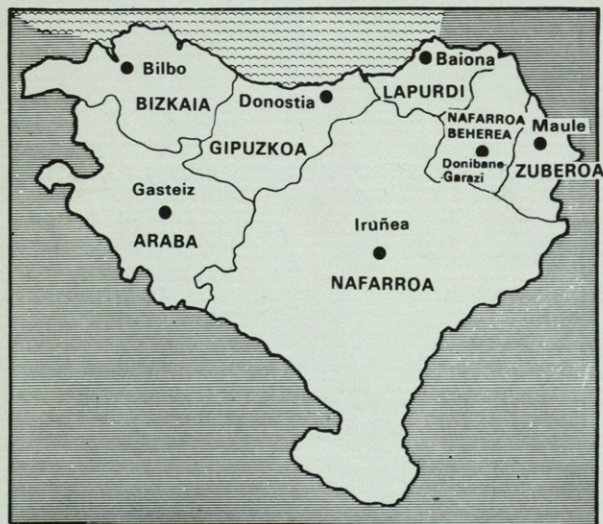 Bilbo
BIZKAIA
Donostia
GIPUZKOA
Baiona
LAPURDI
NAFARROA
BEHEREA
Donibane
Garazi
Maule
ZUBEROA
Gasteiz
ARABA
Iruñea
NAFARROA